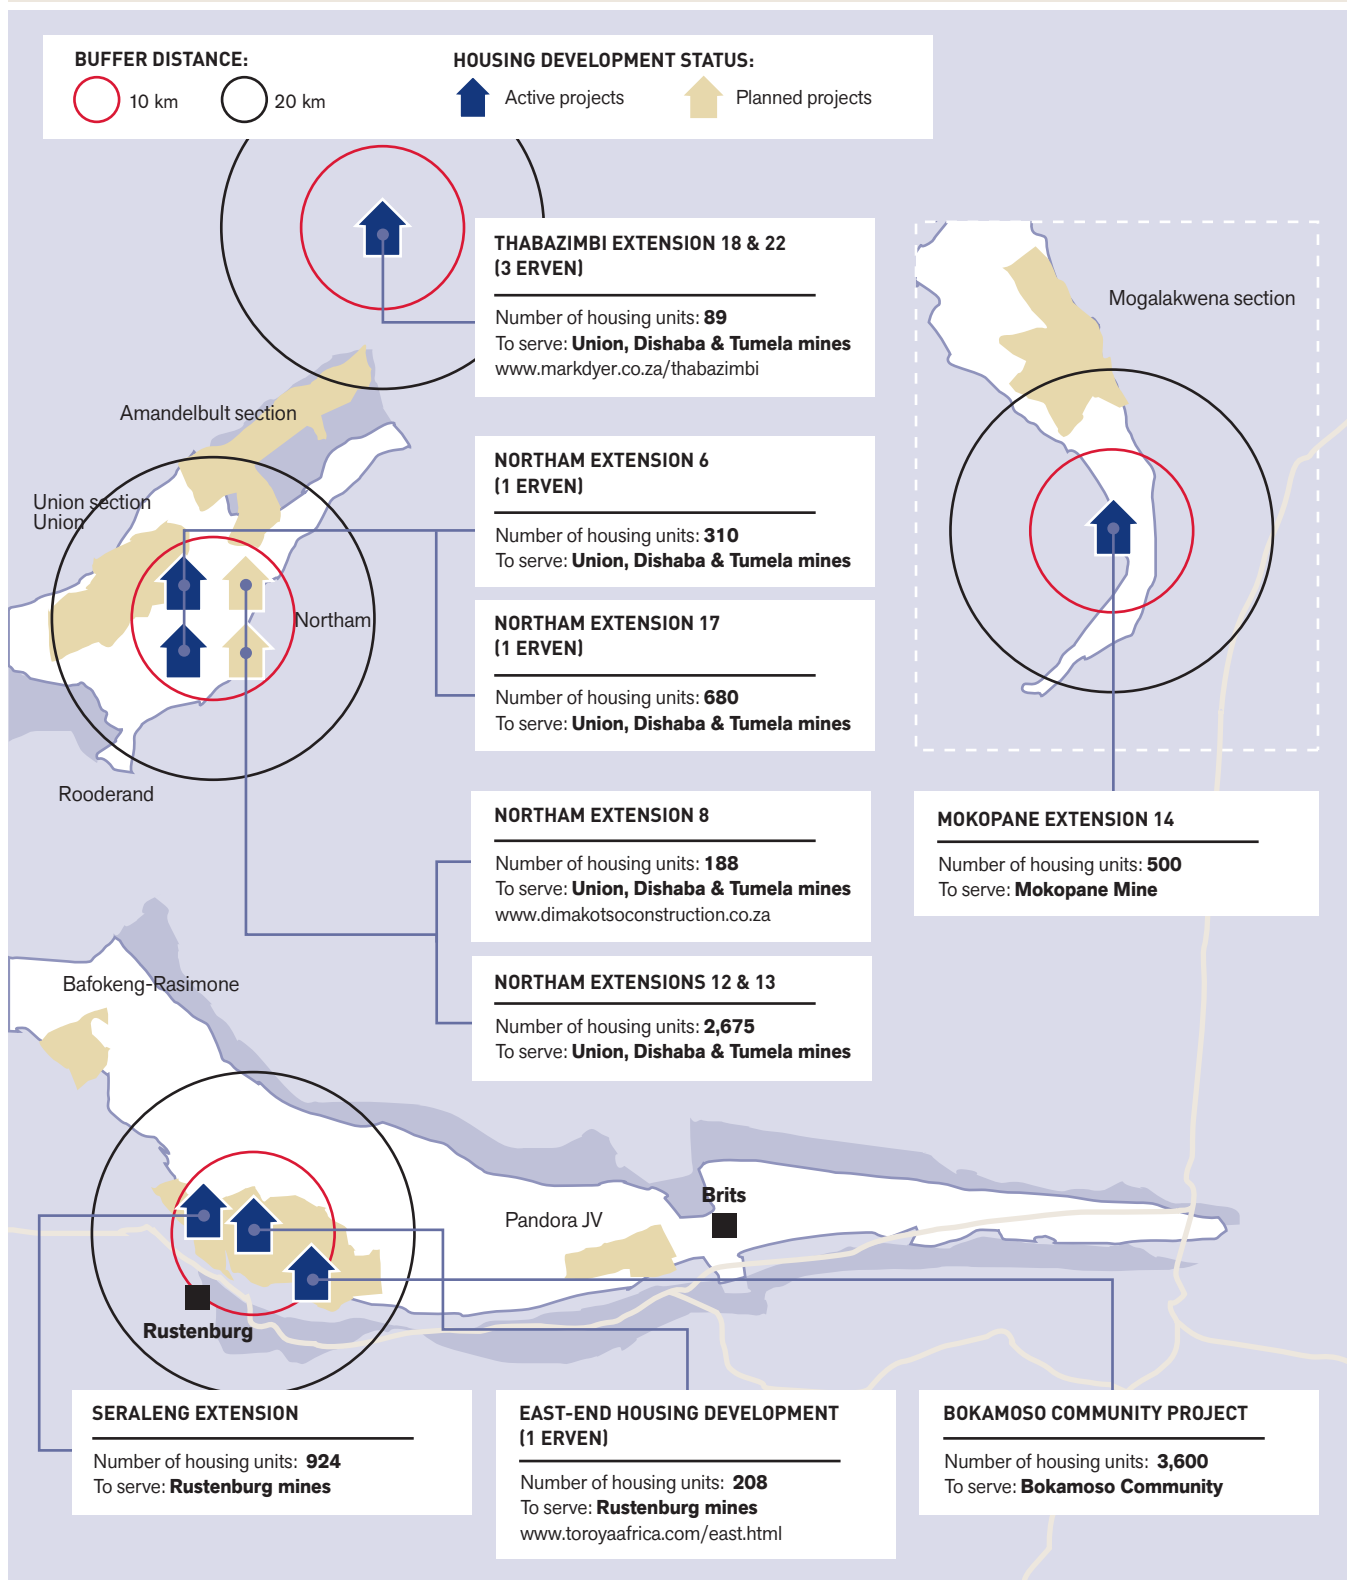 BUFFER DISTANCE:
10 km
20 km
HOUSING DEVELOPMENT STATUS:
Active projects
Planned projects
THABAZIMBI EXTENSION 18 & 22
(3 ERVEN)
Number of housing units: 89
To serve: Union, Dishaba & Tumela mines
www.markdyer.co.za/thabazimbi
Mogalakwena section
Amandelbult section
NORTHAM EXTENSION 6
(1 ERVEN)
Number of housing units: 310
To serve: Union, Dishaba & Tumela mines
Union section
Union
Northam
NORTHAM EXTENSION 17
(1 ERVEN)
Number of housing units: 680
To serve: Union, Dishaba & Tumela mines
Rooderand
NORTHAM EXTENSION 8
Number of housing units: 188
To serve: Union, Dishaba & Tumela mines
www.dimakotsoconstruction.co.za
MOKOPANE EXTENSION 14
Number of housing units: 500
To serve: Mokopane Mine
NORTHAM EXTENSIONS 12 & 13
Number of housing units: 2,675
To serve: Union, Dishaba & Tumela mines
Bafokeng-Rasimone
Pandora JV
Brits
Rustenburg
SERALENG EXTENSION
Number of housing units: 924
To serve: Rustenburg mines
EAST-END HOUSING DEVELOPMENT
(1 ERVEN)
Number of housing units: 208
To serve: Rustenburg mines
www.toroyaafrica.com/east.html
BOKAMOSO COMMUNITY PROJECT
Number of housing units: 3,600
To serve: Bokamoso Community